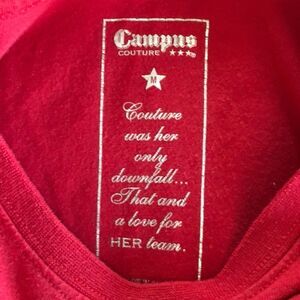 Campus
COUTURE ★★★
M
Couture
was her
only
downfall...
That and
a love for
HER team.